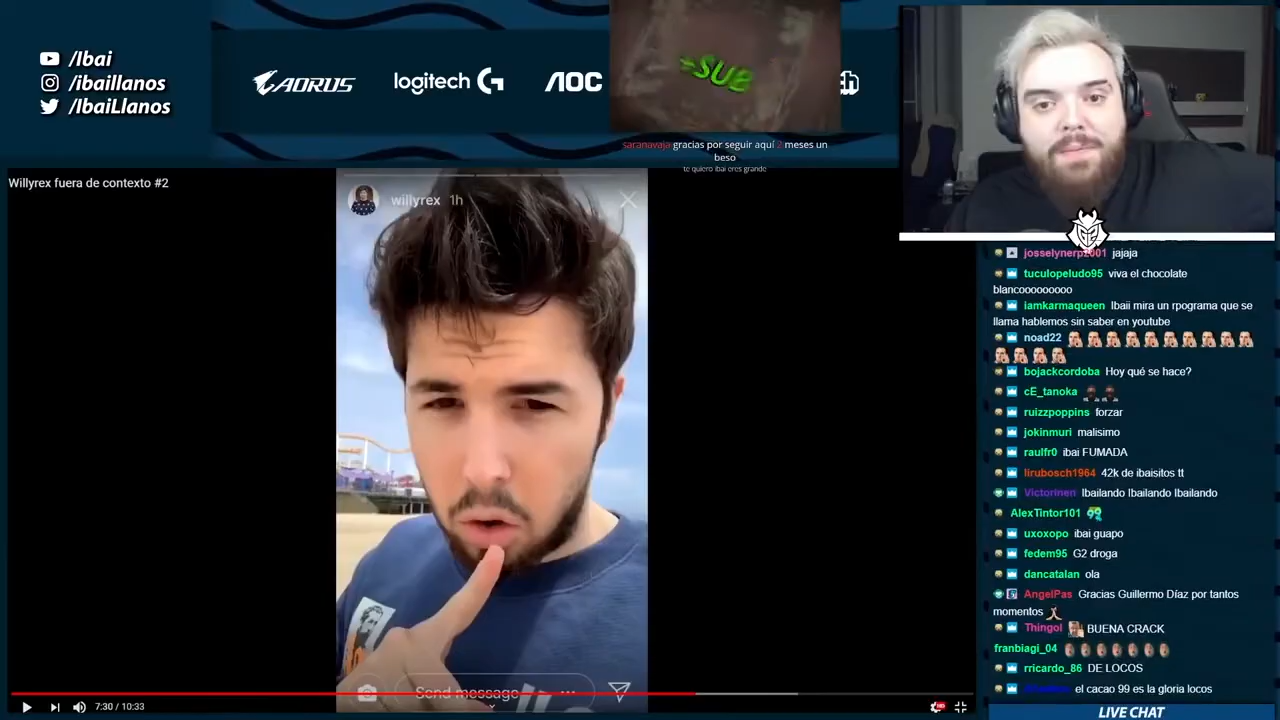 /Ibai
/ibaillanos
/IbaiLlanos
AORUS
logitech G
AOC
+SUB
saranavaja gracias por seguir aquí 2 meses un
beso
te quiero ibai eres grande
Willyrex fuera de contexto #2
willyrex 1h
Send message
7:30 / 10:33
HD
jajaja
tuculopeludo95 viva el chocolate
blancooooooooo
iamkarmaqueen Ibaii mira un rpograma que se
llama hablemos sin saber en youtube
noad22
bojackcordoba Hoy qué se hace?
cE_tanoka
ruizzpoppins forzar
jokinmuri malisimo
raulfr0 ibai FUMADA
lirubosch1964 42k de ibaisitos tt
Victorineri Ibailando Ibailando Ibailando
AlexTintor101
uxoxopo ibai guapo
fedem95 G2 droga
dancatalan ola
AngelPas Gracias Guillermo Díaz por tantos
momentos
Thingol BUENA CRACK
franbiagi_04
rricardo_86 DE LOCOS
el cacao 99 es la gloria locos
LIVE CHAT